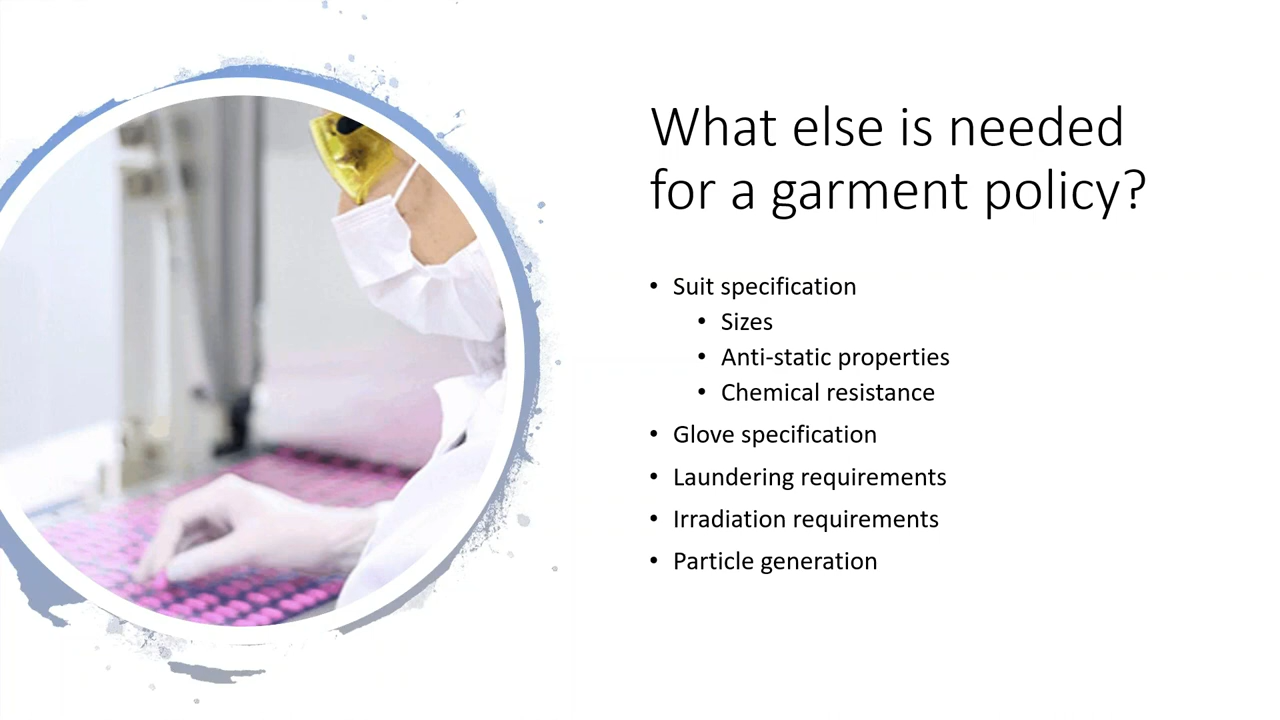 What else is needed
for a garment policy?
• Suit specification
• Sizes
• Anti-static properties
• Chemical resistance
• Glove specification
• Laundering requirements
• Irradiation requirements
• Particle generation